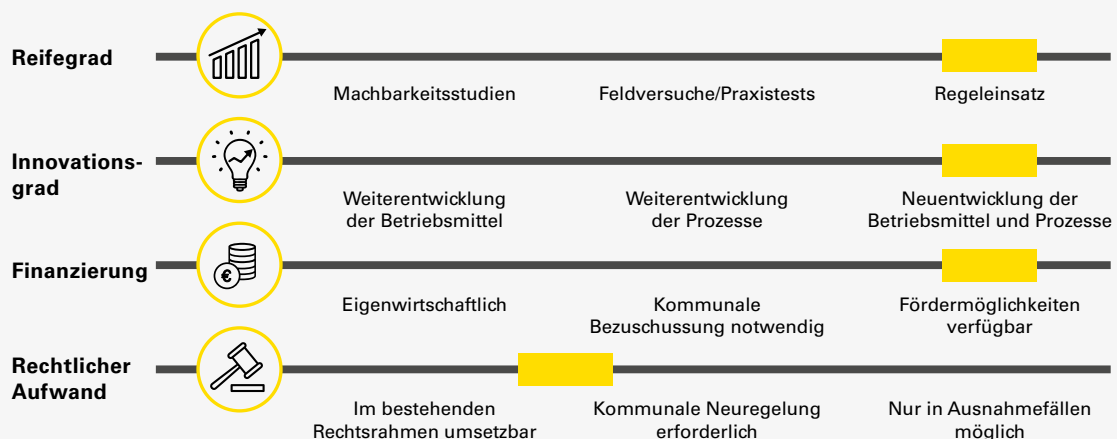 Reifegrad
Machbarkeitsstudien
Feldversuche/Praxistests
Regeleinsatz
Innovations-
grad
Weiterentwicklung
der Betriebsmittel
Weiterentwicklung
der Prozesse
Neuentwicklung der
Betriebsmittel und Prozesse
Finanzierung
€
Eigenwirtschaftlich
Kommunale
Bezuschussung notwendig
Fördermöglichkeiten
verfügbar
Rechtlicher
Aufwand
Im bestehenden
Rechtsrahmen umsetzbar
Kommunale Neuregelung
erforderlich
Nur in Ausnahmefällen
möglich